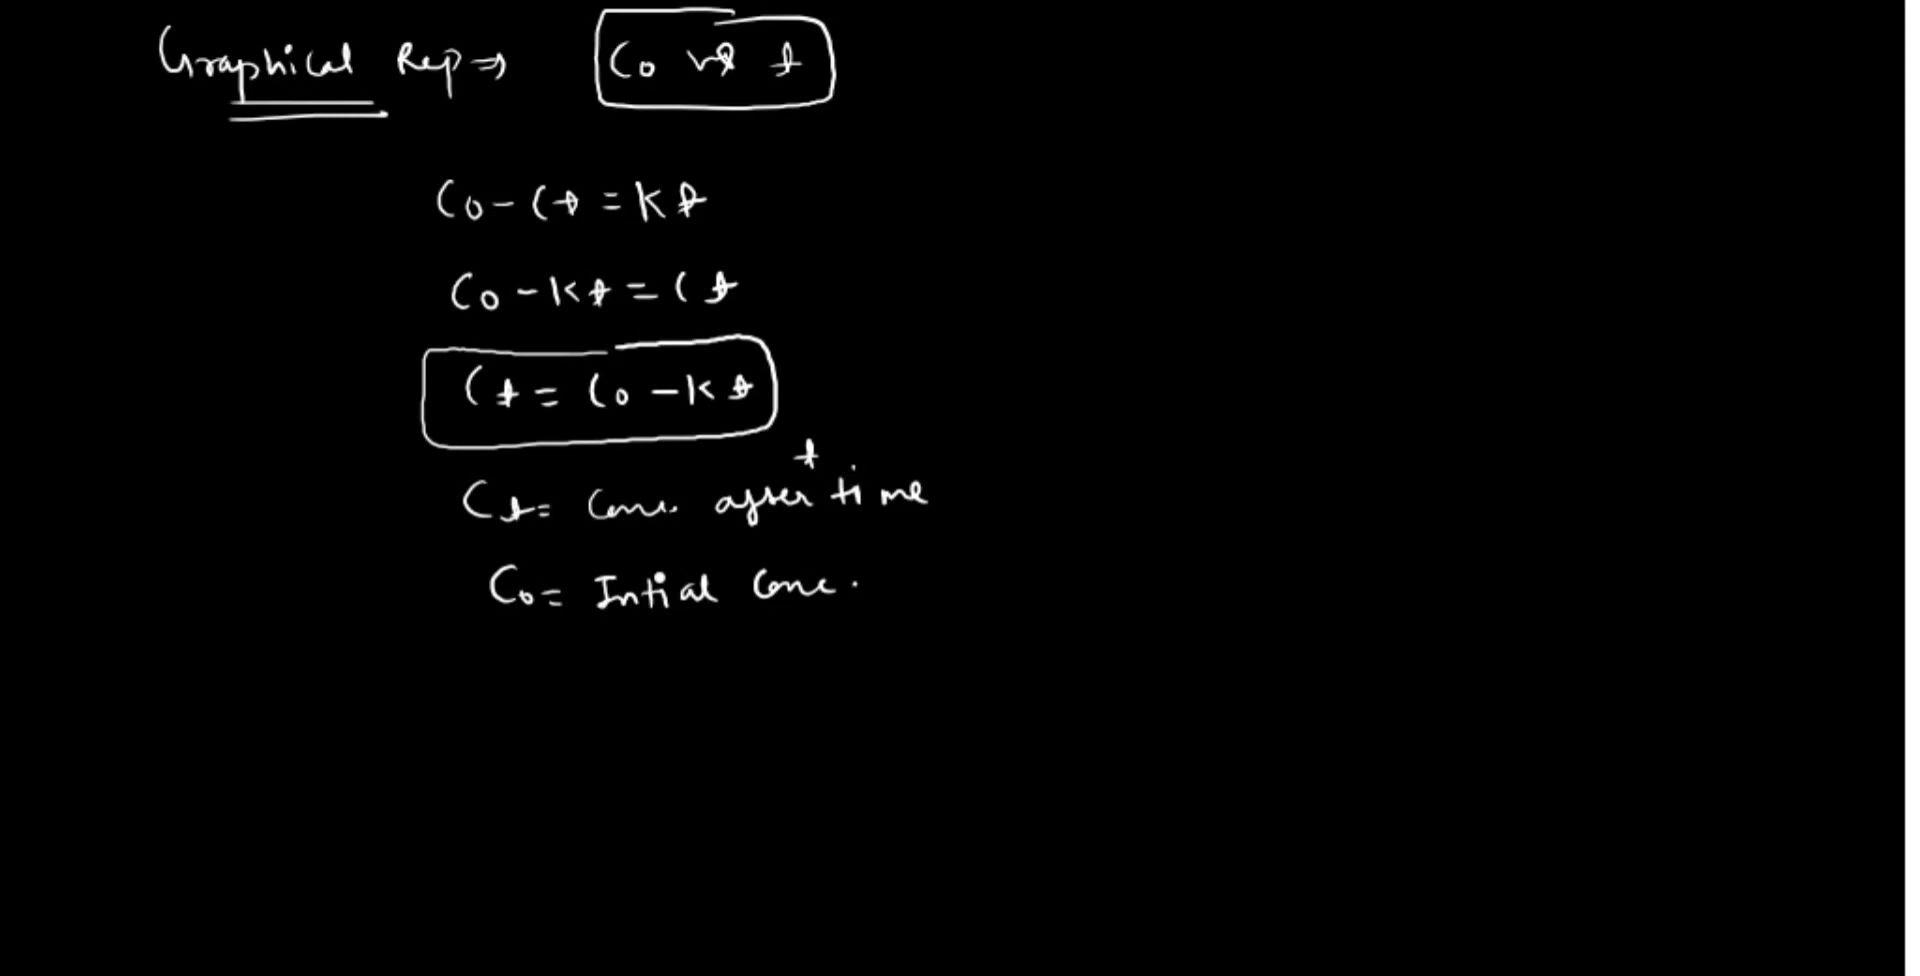 Graphical Rep ⇒ Co vs t
Co - Ct = Kt
Co - Kt = Ct
Ct = Co - Kt
t
Ct = Conc. after time
Co = Intial Conc.